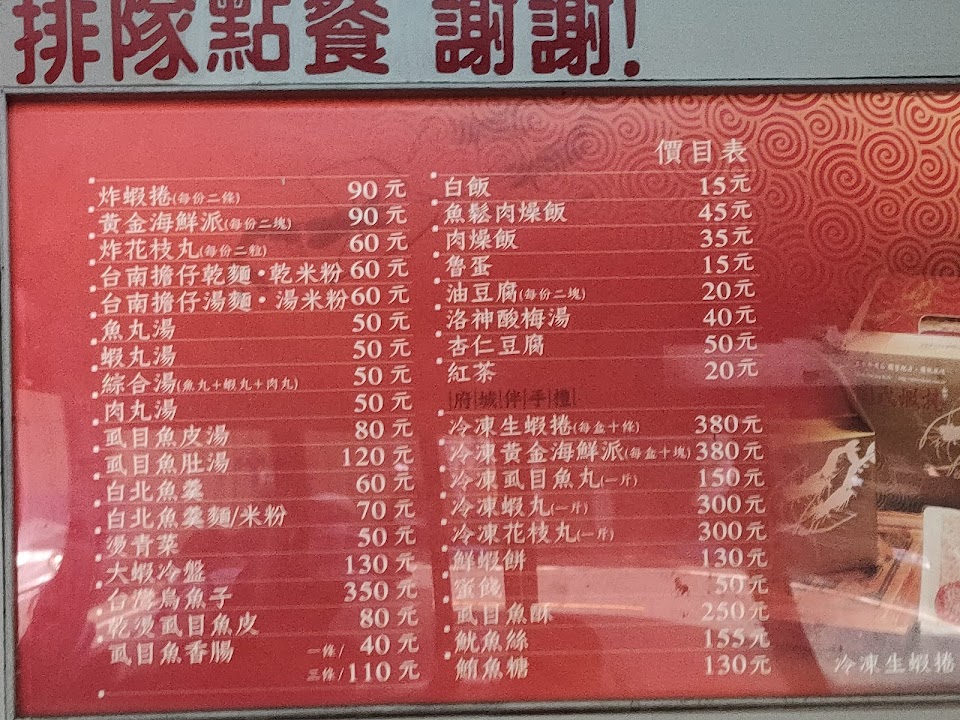 排隊點餐 謝謝!
價目表
炸蝦捲(每份二條) 90元
黃金海鮮派(每份二塊) 90元
炸花枝丸(每份二粒) 60元
台南擔仔乾麵・乾米粉 60元
台南擔仔湯麵・湯米粉 60元
魚丸湯 50元
蝦丸湯 50元
綜合湯(魚丸+蝦丸+肉丸) 50元
肉丸湯 50元
虱目魚皮湯 80元
虱目魚肚湯 120元
白北魚羹 60元
白北魚羹麵/米粉 70元
燙青菜 50元
大蝦冷盤 130元
台灣烏魚子 350元
乾燙虱目魚皮 80元
虱目魚香腸 一條/ 40元
三條/110元
白飯 15元
魚鬆肉燥飯 45元
肉燥飯 35元
魯蛋 15元
油豆腐(每份二塊) 20元
洛神酸梅湯 40元
杏仁豆腐 50元
紅茶 20元
府城伴手禮
冷凍生蝦捲(每盒十條) 380元
冷凍黃金海鮮派(每盒十塊) 380元
冷凍虱目魚丸(一斤) 150元
冷凍蝦丸(一斤) 300元
冷凍花枝丸(一斤) 300元
鮮蝦餅 130元
蜜餞 50元
虱目魚酥 250元
魷魚絲 155元
鮪魚糖 130元
冷凍生蝦捲